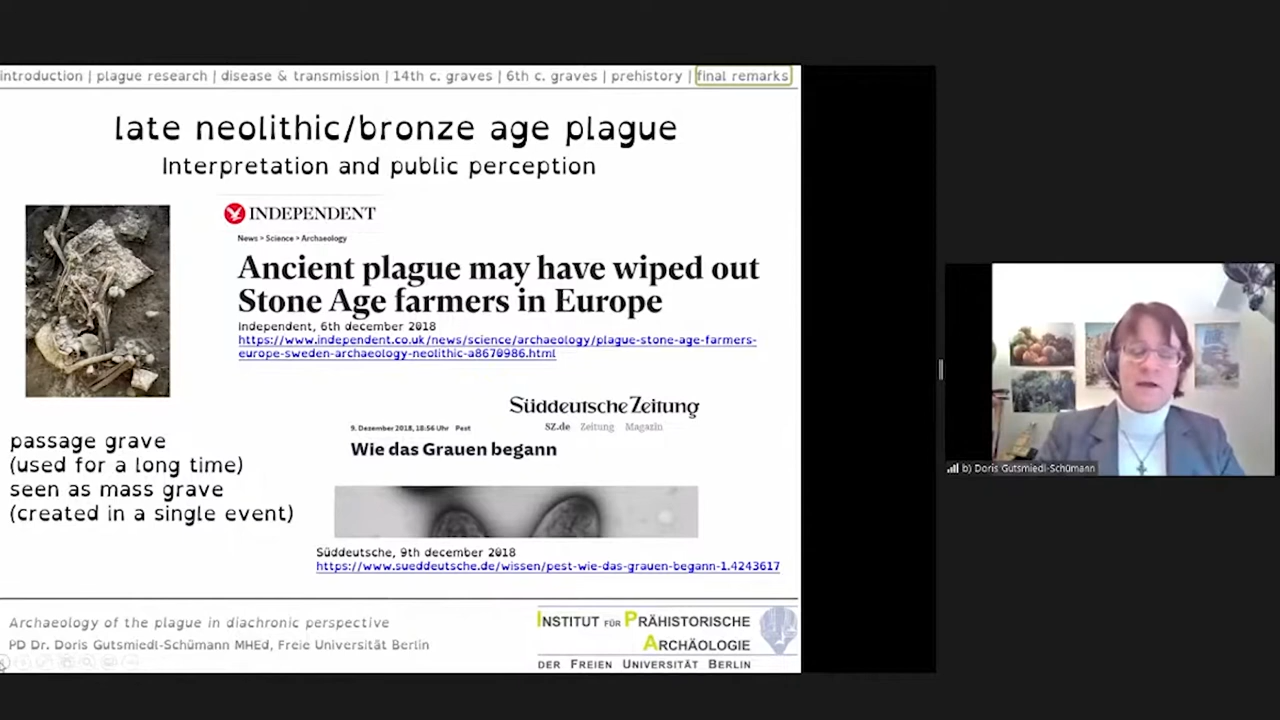 introduction | plague research | disease & transmission | 14th c. graves | 6th c. graves | prehistory | final remarks
late neolithic/bronze age plague
Interpretation and public perception
INDEPENDENT
News > Science > Archaeology
Ancient plague may have wiped out
Stone Age farmers in Europe
Independent, 6th december 2018
https://www.independent.co.uk/news/science/archaeology/plague-stone-age-farmers-
europe-sweden-archaeology-neolithic-a8670986.html
Süddeutsche Zeitung
SZ.de Zeitung Magazin
9. Dezember 2018, 18:56 Uhr Pest
Wie das Grauen begann
passage grave
(used for a long time)
seen as mass grave
(created in a single event)
Süddeutsche, 9th december 2018
https://www.sueddeutsche.de/wissen/pest-wie-das-grauen-begann-1.4243617
Archaeology of the plague in diachronic perspective
PD Dr. Doris Gutsmiedl-Schümann MHEd, Freie Universität Berlin
INSTITUT FÜR PRÄHISTORISCHE
ARCHÄOLOGIE
DER FREIEN UNIVERSITÄT BERLIN
b) Doris Gutsmiedl-Schümann